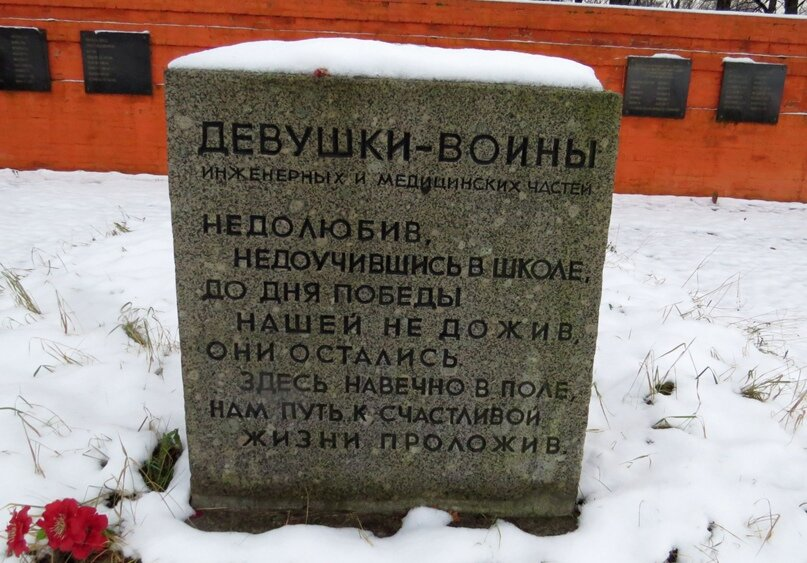 ДЕВУШКИ-ВОИНЫ
ИНЖЕНЕРНЫХ И МЕДИЦИНСКИХ ЧАСТЕЙ
НЕДОЛЮБИВ,
НЕДОУЧИВШИСЬ В ШКОЛЕ,
ДО ДНЯ ПОБЕДЫ
НАШЕЙ НЕ ДОЖИВ,
ОНИ ОСТАЛИСЬ
ЗДЕСЬ НАВЕЧНО В ПОЛЕ,
НАМ ПУТЬ К СЧАСТЛИВОЙ
ЖИЗНИ ПРОЛОЖИВ.